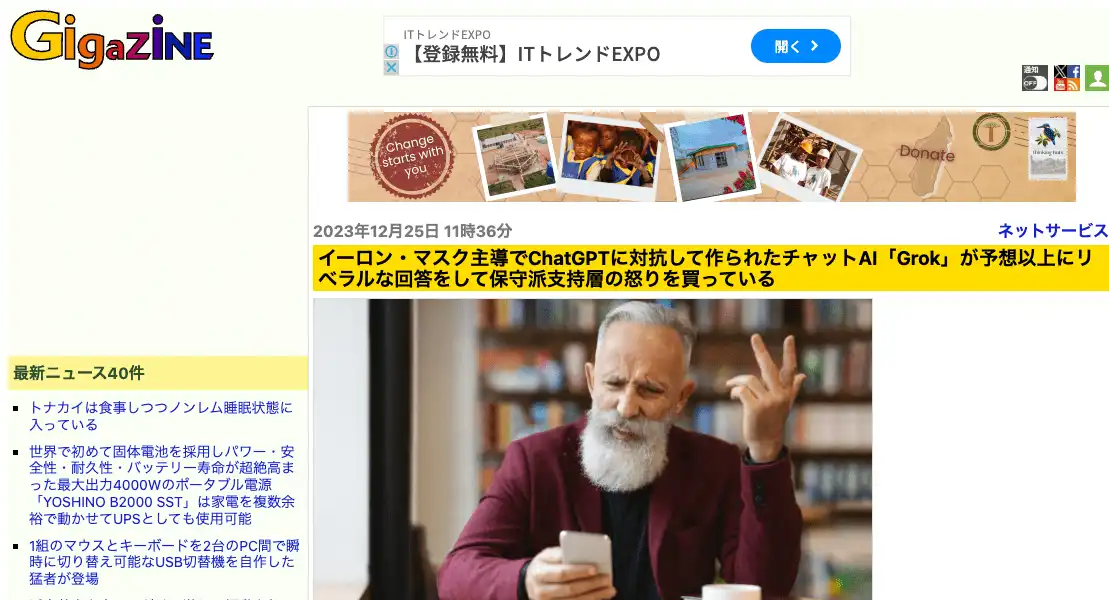 GIGAZINE
ITトレンドEXPO
【登録無料】ITトレンドEXPO
開く
通知
OFF
Change
starts with
you
Donate
2023年12月25日 11時36分
ネットサービス
イーロン・マスク主導でChatGPTに対抗して作られたチャットAI「Grok」が予想以上にリ
ベラルな回答をして保守派支持層の怒りを買っている
最新ニュース40件
トナカイは食事しつつノンレム睡眠状態に
入っている
世界で初めて固体電池を採用しパワー・安
全性・耐久性・バッテリー寿命が超絶高ま
った最大出力4000Wのポータブル電源
「YOSHINO B2000 SST」は家電を複数余
裕で動かせてUPSとしても使用可能
1組のマウスとキーボードを2台のPC間で瞬
時に切り替え可能なUSB切替機を自作した
猛者が登場